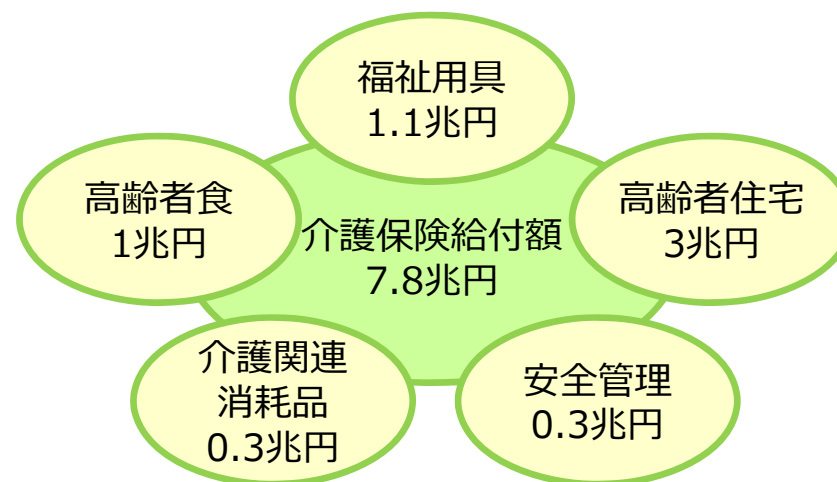 福祉用具
1.1兆円
高齢者食
1兆円
介護保険給付額
7.8兆円
高齢者住宅
3兆円
介護関連
消耗品
0.3兆円
安全管理
0.3兆円